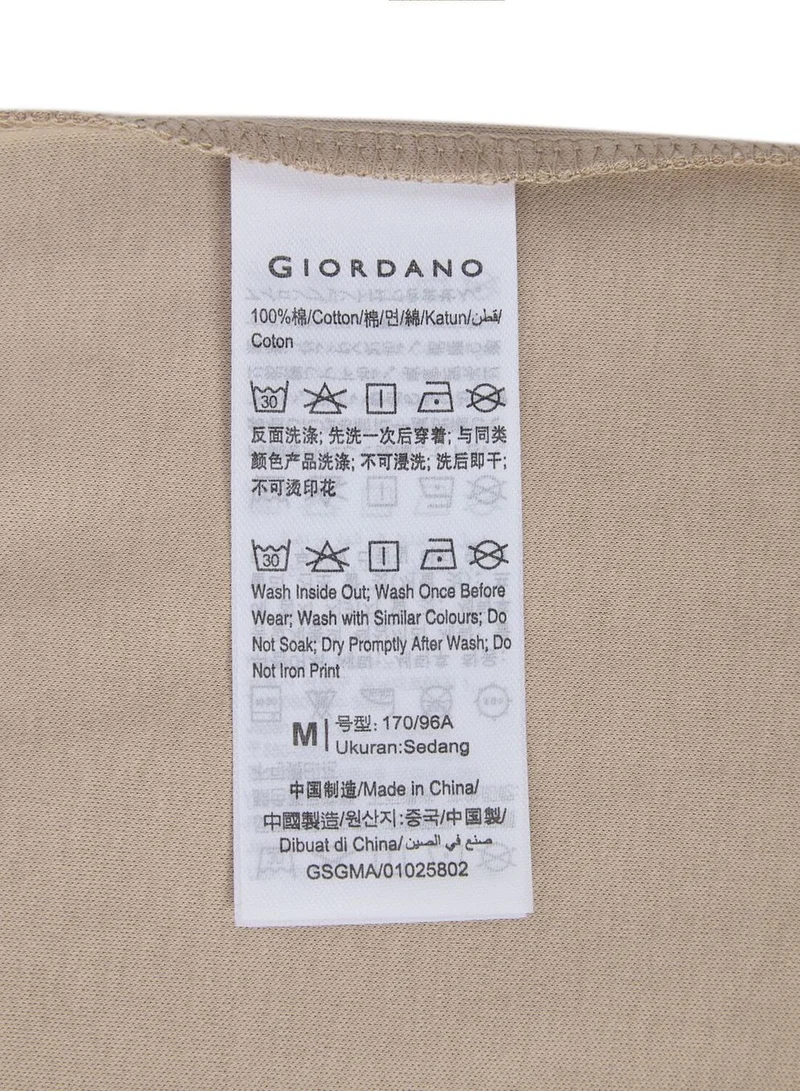 GIORDANO
100%棉/Cotton/棉/면/綿/Katun/قطن/
Coton
30
反面洗涤; 先洗一次后穿着; 与同类
颜色产品洗涤; 不可浸洗; 洗后即干;
不可烫印花
30
Wash Inside Out; Wash Once Before
Wear; Wash with Similar Colours; Do
Not Soak; Dry Promptly After Wash; Do
Not Iron Print
M 号型: 170/96A
Ukuran:Sedang
中国制造/Made in China/
中國製造/원산지:중국/中国製/
Dibuat di China/صنع في الصين
GSGMA/01025802